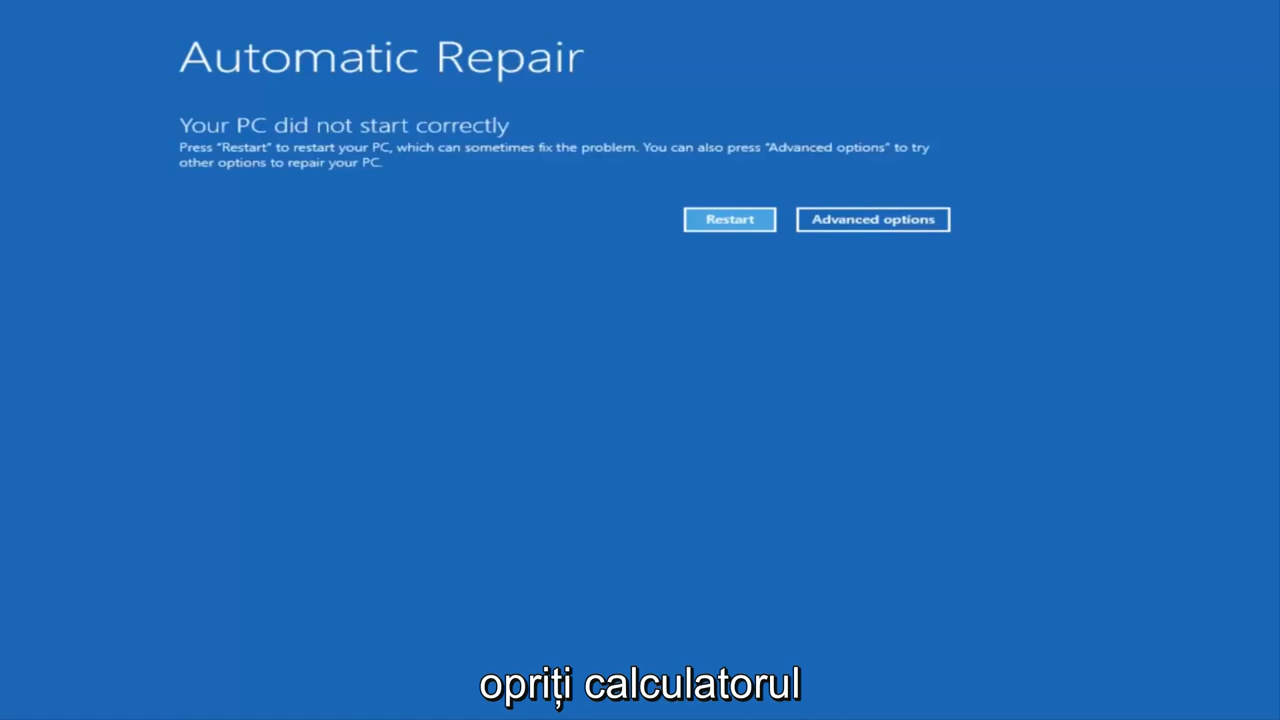 Automatic Repair
Your PC did not start correctly
Press “Restart” to restart your PC, which can sometimes fix the problem. You can also press “Advanced options” to try
other options to repair your PC.
Restart
Advanced options
opriți calculatorul